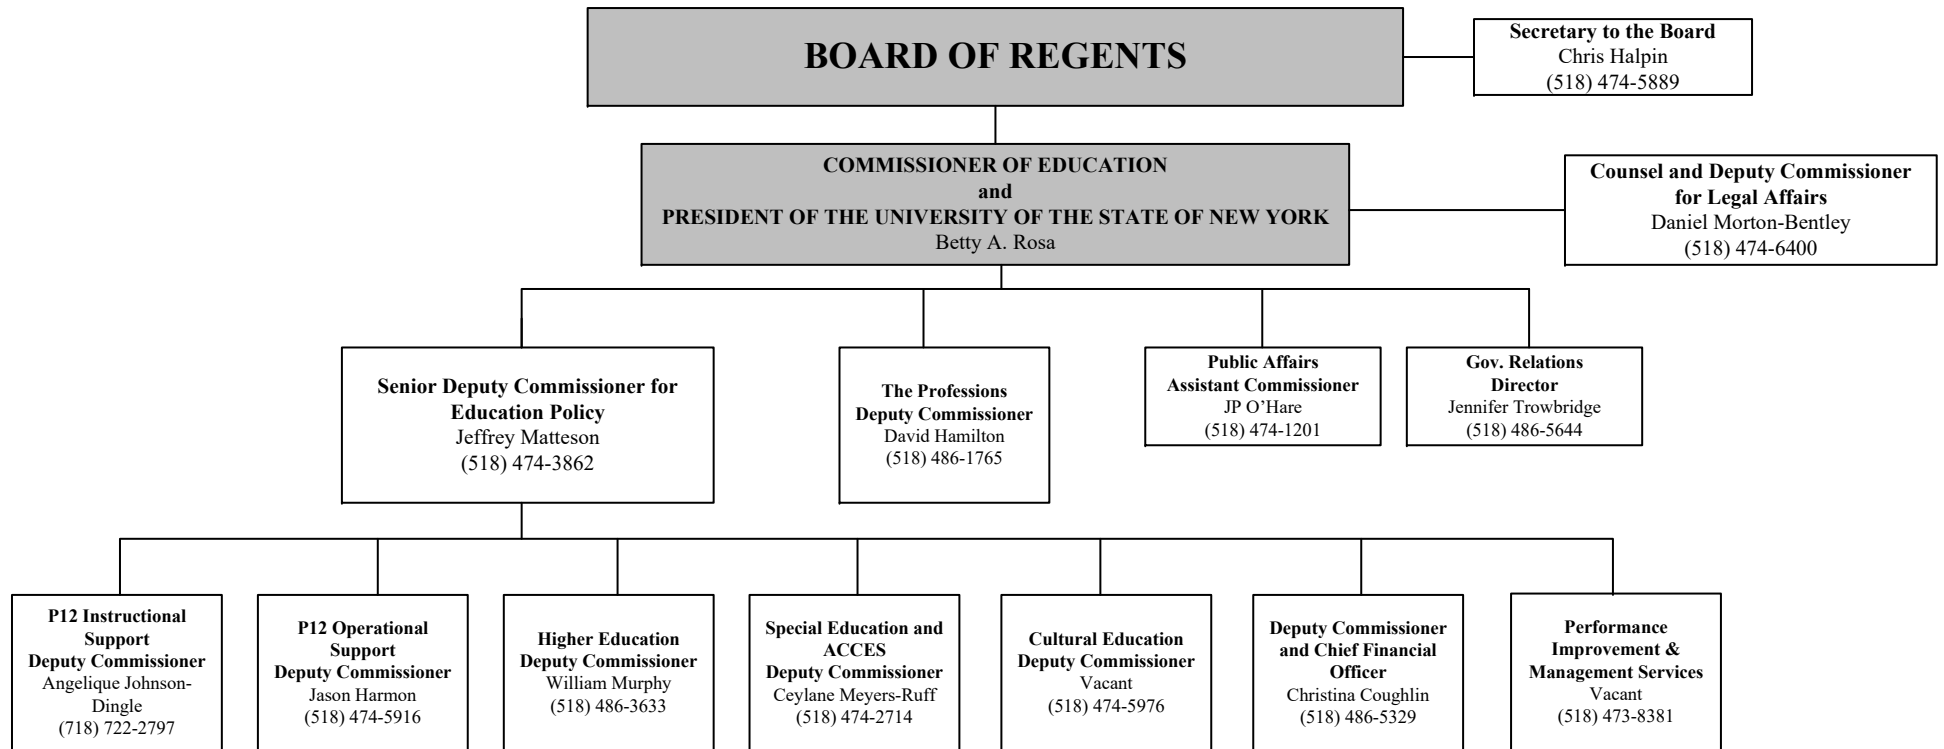 BOARD OF REGENTS
Secretary to the Board
Chris Halpin
(518) 474-5889
COMMISSIONER OF EDUCATION
and
PRESIDENT OF THE UNIVERSITY OF THE STATE OF NEW YORK
Betty A. Rosa
Counsel and Deputy Commissioner
for Legal Affairs
Daniel Morton-Bentley
(518) 474-6400
Senior Deputy Commissioner for
Education Policy
Jeffrey Matteson
(518) 474-3862
The Professions
Deputy Commissioner
David Hamilton
(518) 486-1765
Public Affairs
Assistant Commissioner
JP O’Hare
(518) 474-1201
Gov. Relations
Director
Jennifer Trowbridge
(518) 486-5644
P12 Instructional
Support
Deputy Commissioner
Angelique Johnson-
Dingle
(718) 722-2797
P12 Operational
Support
Deputy Commissioner
Jason Harmon
(518) 474-5916
Higher Education
Deputy Commissioner
William Murphy
(518) 486-3633
Special Education and
ACCES
Deputy Commissioner
Ceylane Meyers-Ruff
(518) 474-2714
Cultural Education
Deputy Commissioner
Vacant
(518) 474-5976
Deputy Commissioner
and Chief Financial
Officer
Christina Coughlin
(518) 486-5329
Performance
Improvement &
Management Services
Vacant
(518) 473-8381